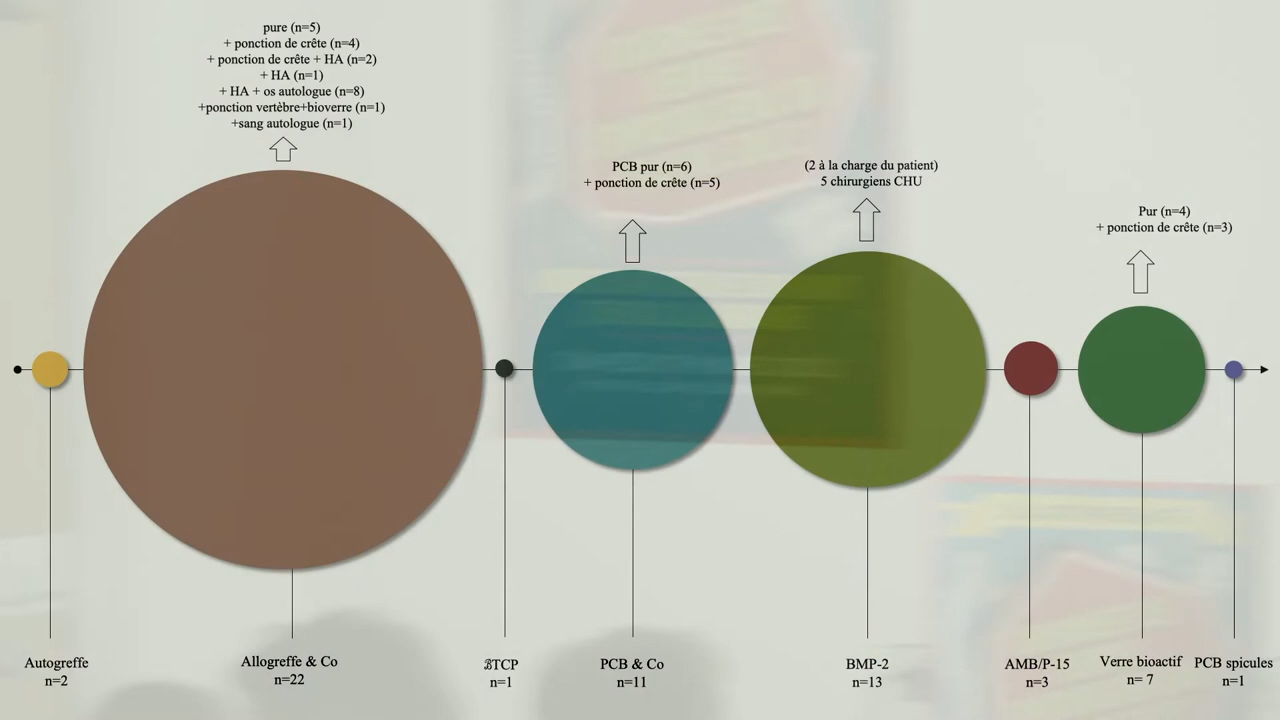 pure (n=5)
+ ponction de crête (n=4)
+ ponction de crête + HA (n=2)
+ HA (n=1)
+ HA + os autologue (n=8)
+ponction vertèbre+bioverre (n=1)
+sang autologue (n=1)
PCB pur (n=6)
+ ponction de crête (n=5)
(2 à la charge du patient)
5 chirurgiens CHU
Pur (n=4)
+ ponction de crête (n=3)
Autogreffe
n=2
Allogreffe & Co
n=22
ℨTCP
n=1
PCB & Co
n=11
BMP-2
n=13
AMB/P-15
n=3
Verre bioactif
n= 7
PCB spicules
n=1